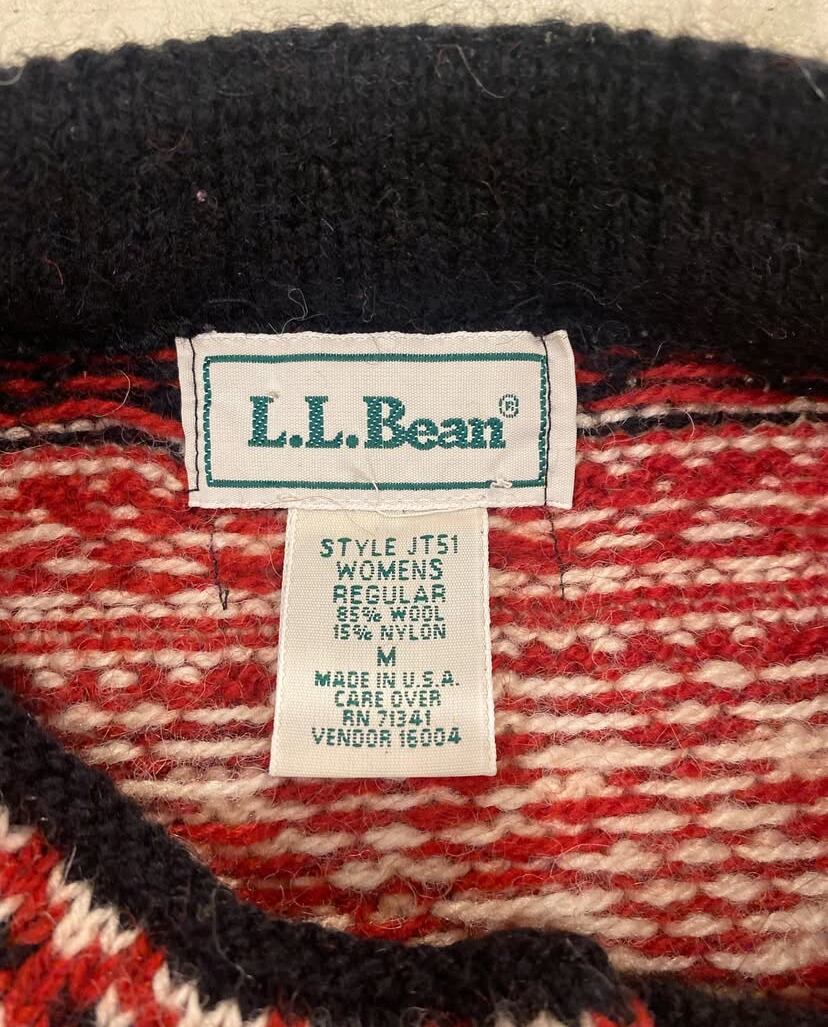 L.L.Bean®
STYLE JT51
WOMENS
REGULAR
85% WOOL
15% NYLON
M
MADE IN U.S.A.
CARE OVER
RN 71341
VENDOR 16004